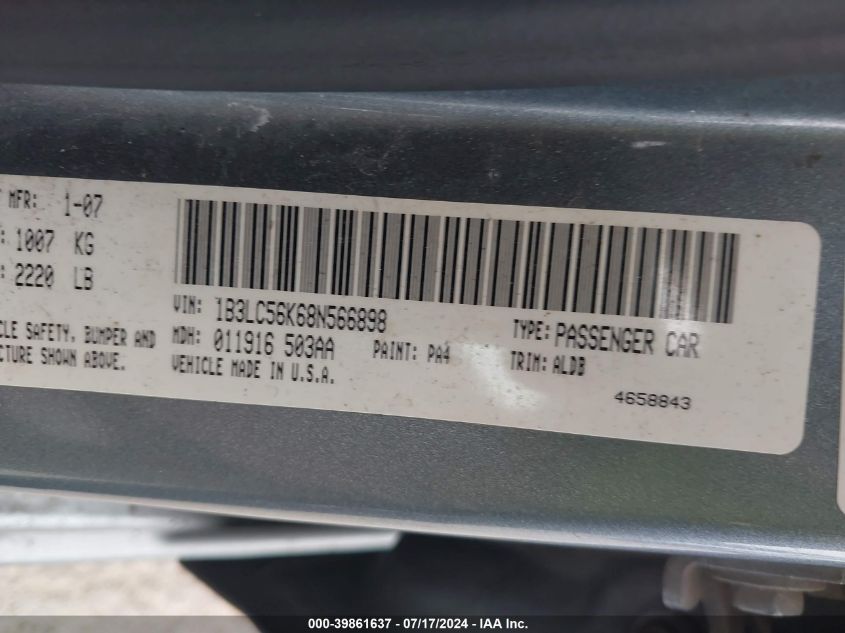 MFR: 1-07
: 1007 KG
: 2220 LB
VIN: 1B3LC56K68N566898
TYPE: PASSENGER CAR
MDH: 011916 503AA
PAINT: PA4
TRIM: ALDB
VEHICLE MADE IN U.S.A.
CLE SAFETY, BUMPER AND
CTURE SHOWN ABOVE.
4658843
000-39861637 - 07/17/2024 - IAA Inc.